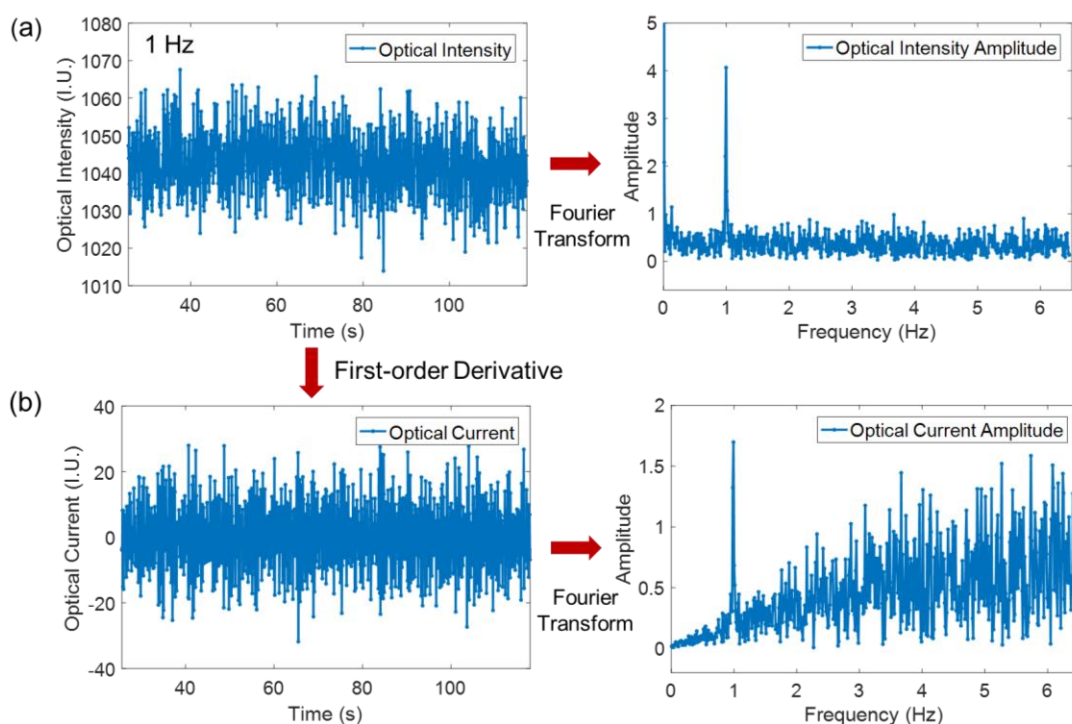 (a)
1 Hz
Optical Intensity
Optical Intensity (I.U.)
1080
1070
1060
1050
1040
1030
1020
1010
40
60
80
100
Time (s)
Fourier
Transform
Optical Intensity Amplitude
Amplitude
5
4
3
2
1
0
0
1
2
3
4
5
6
Frequency (Hz)
First-order Derivative
(b)
Optical Current
Optical Current (I.U.)
40
20
0
-20
-40
40
60
80
100
Time (s)
Fourier
Transform
Optical Current Amplitude
Amplitude
2
1.5
1
0.5
0
0
1
2
3
4
5
6
Frequency (Hz)